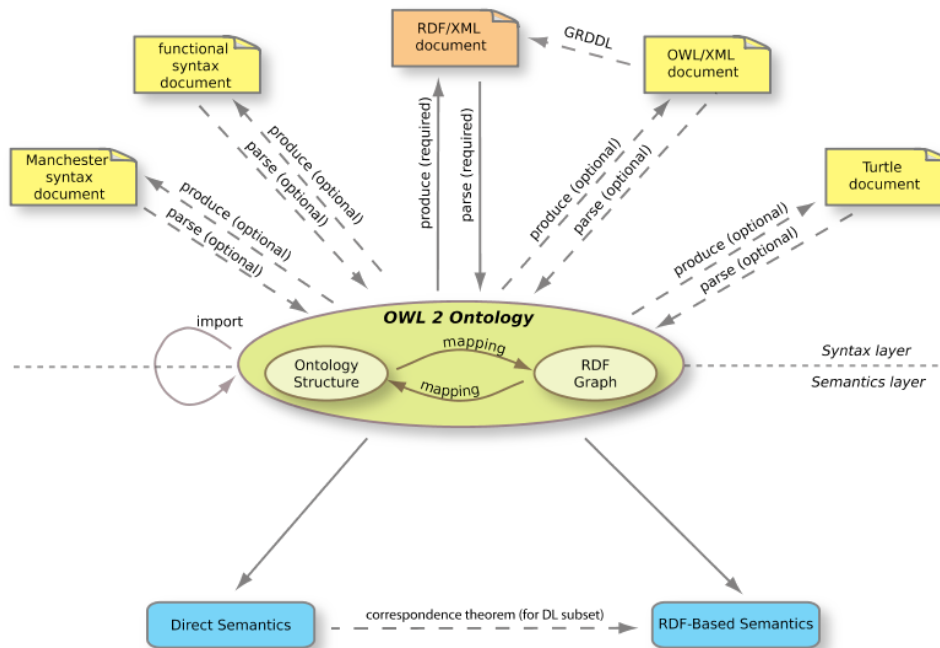 RDF/XML
document
GRDDL
functional
syntax
document
OWL/XML
document
produce (optional)
parse (optional)
produce (required)
parse (required)
produce (optional)
parse (optional)
Manchester
syntax
document
Turtle
document
produce (optional)
parse (optional)
produce (optional)
parse (optional)
import
OWL 2 Ontology
mapping
Ontology
Structure
RDF
Graph
mapping
Syntax layer
Semantics layer
Direct Semantics
correspondence theorem (for DL subset)
RDF-Based Semantics